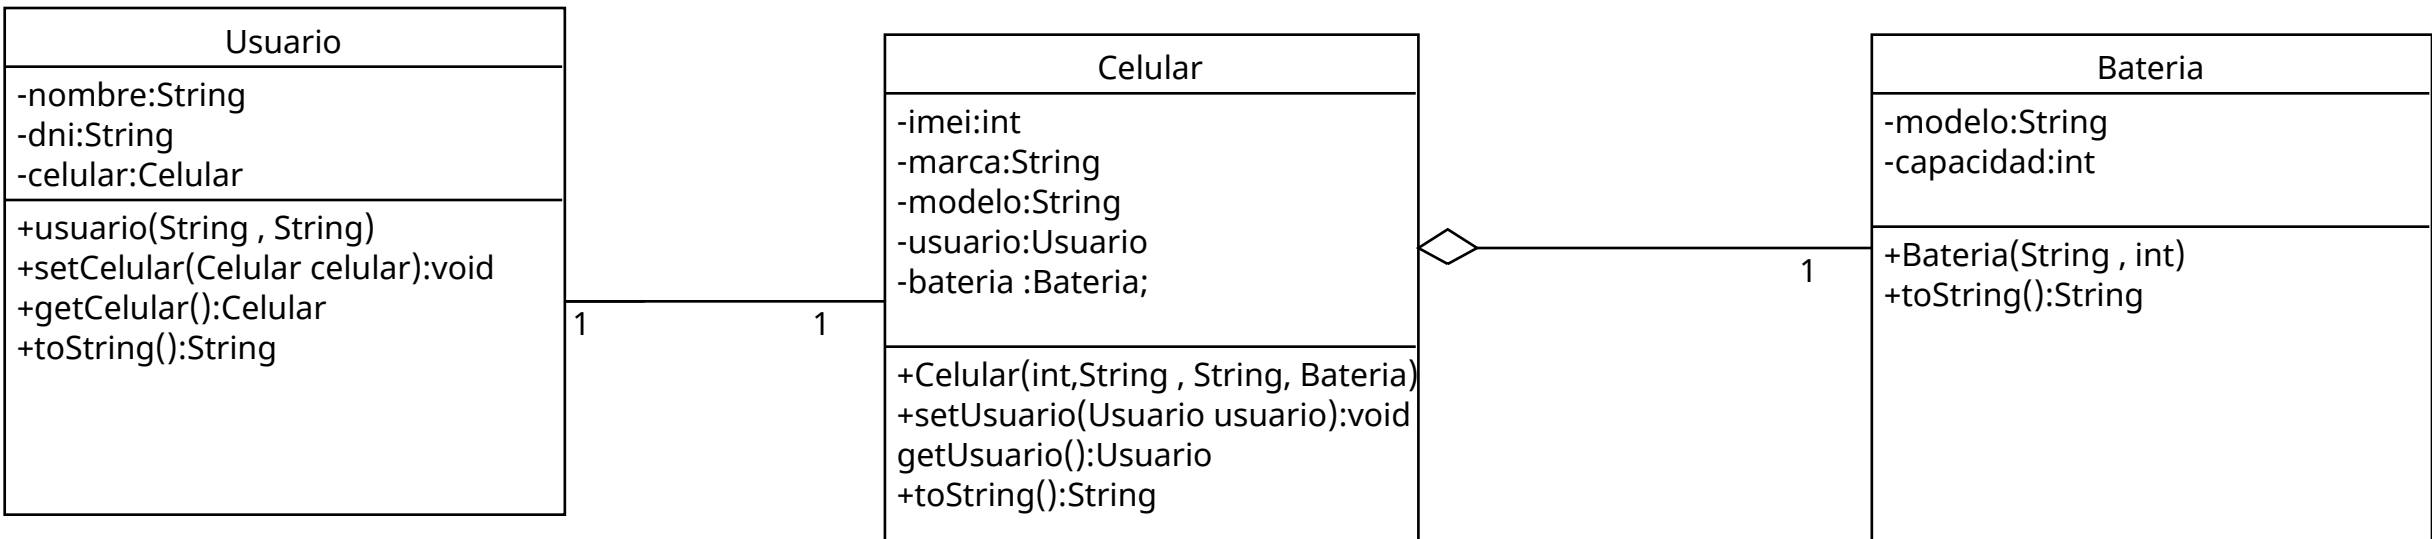 Usuario
-nombre:String
-dni:String
-celular:Celular
+usuario(String , String)
+setCelular(Celular celular):void
+getCelular():Celular
+toString():String
1
1
Celular
-imei:int
-marca:String
-modelo:String
-usuario:Usuario
-bateria :Bateria;
+Celular(int,String , String, Bateria)
+setUsuario(Usuario usuario):void
getUsuario():Usuario
+toString():String
1
Bateria
-modelo:String
-capacidad:int
+Bateria(String , int)
+toString():String